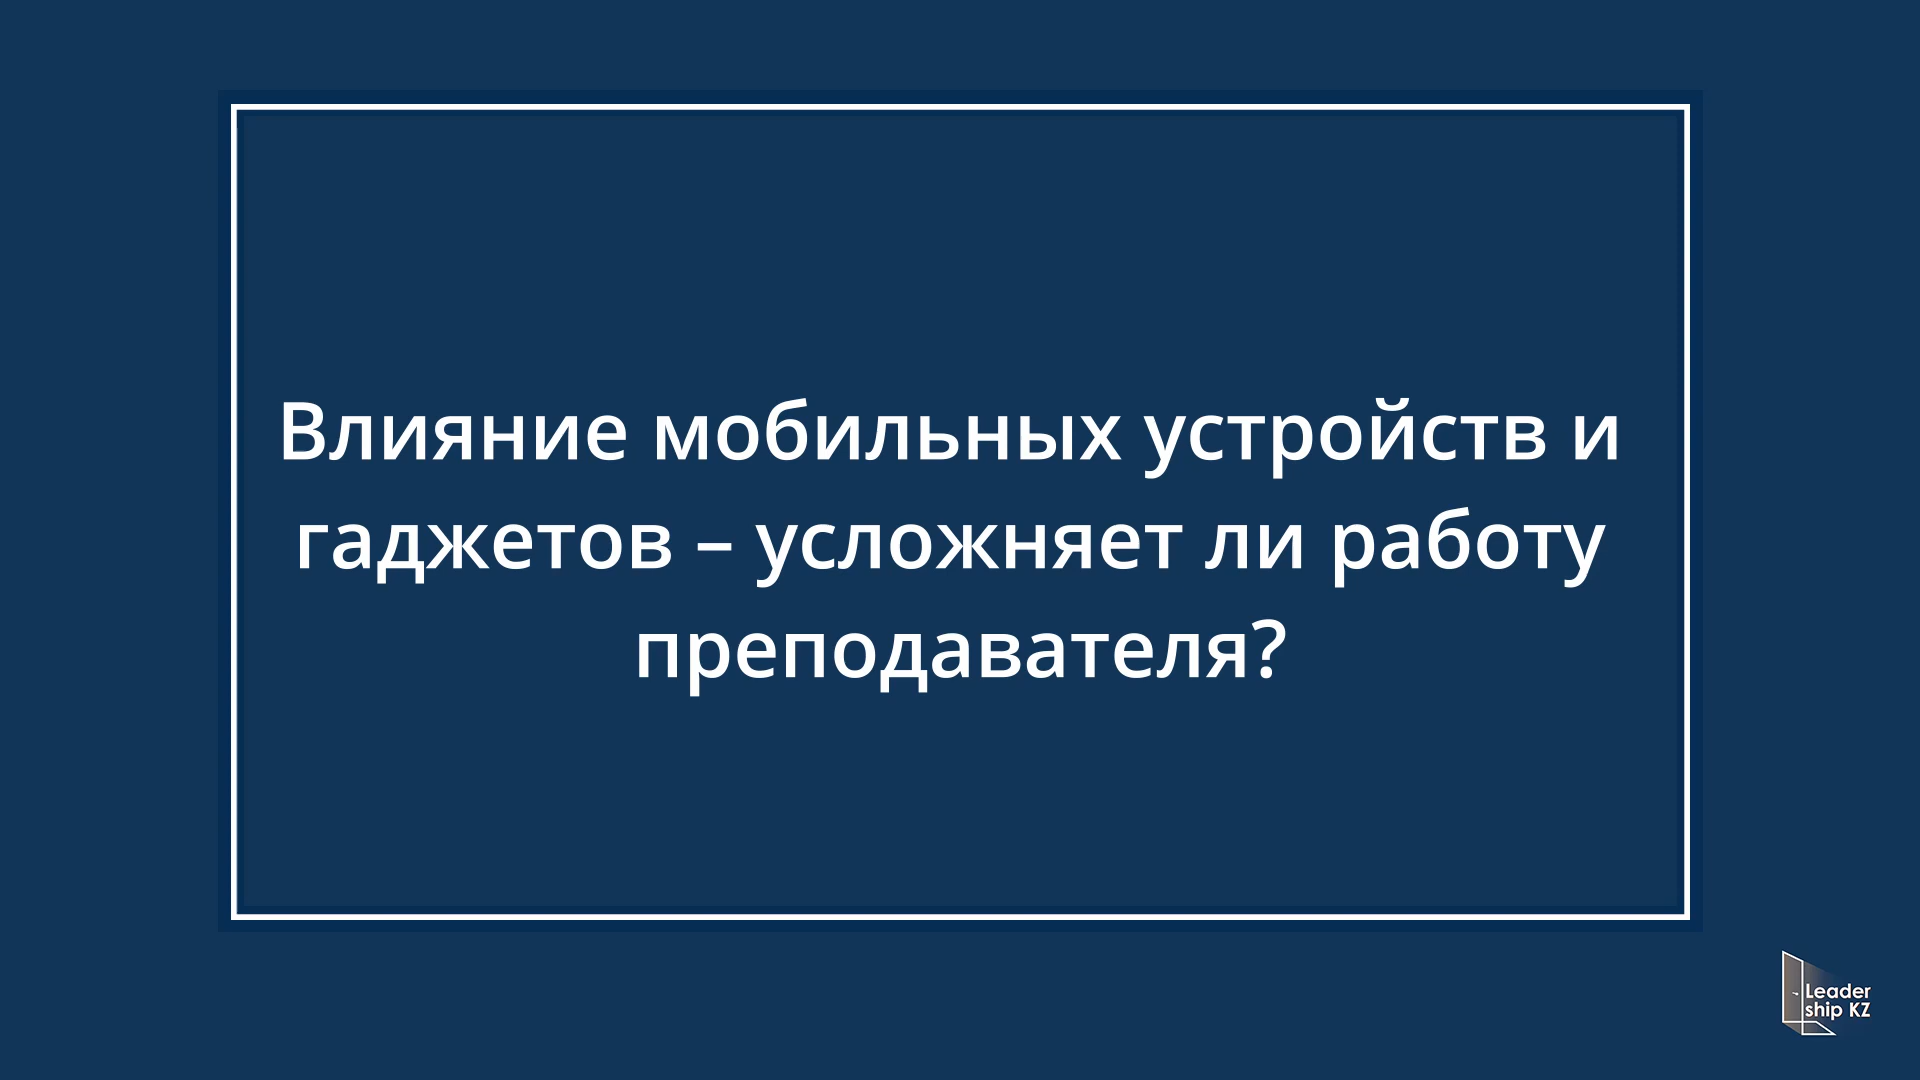 Влияние мобильных устройств и
гаджетов – усложняет ли работу
преподавателя?
Leader
ship KZ